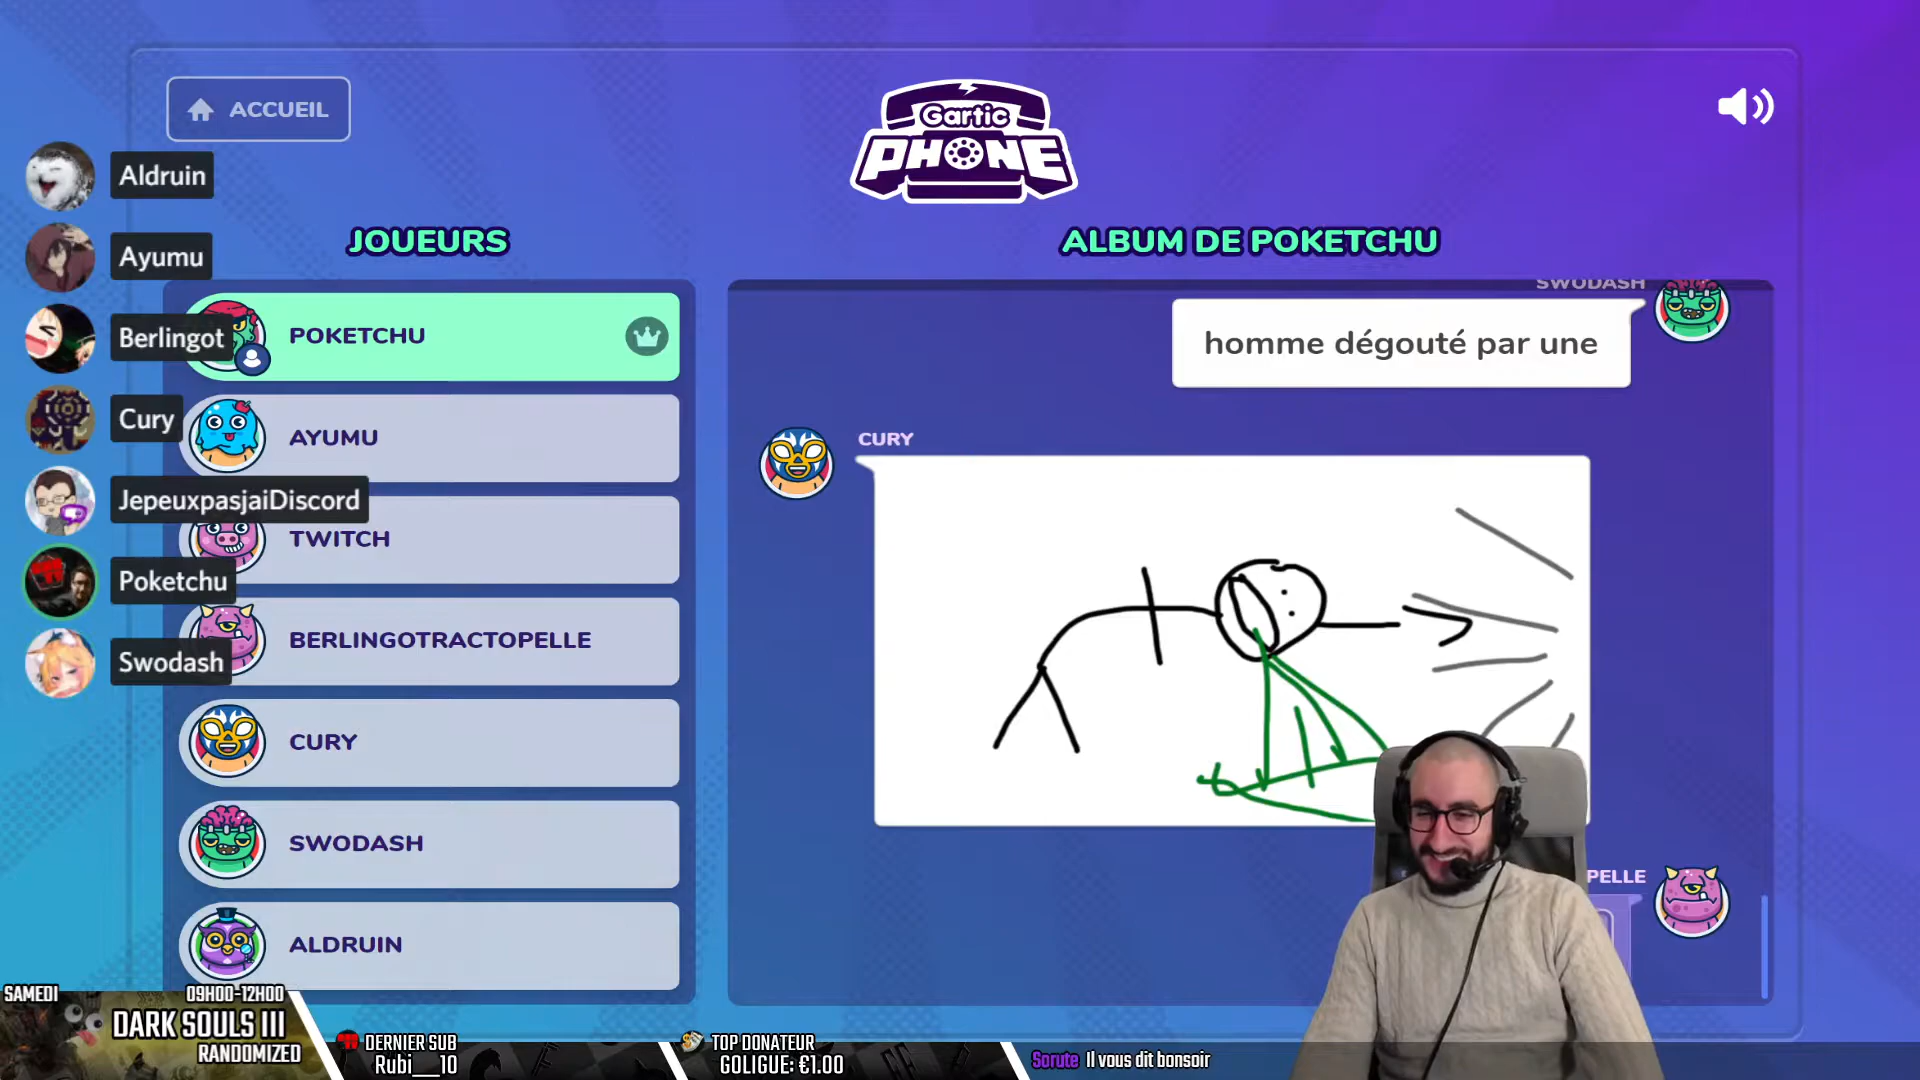 ACCUEIL
Gartic
PHONE
Aldruin
Ayumu
Berlingot
Cury
JepeuxpasjaiDiscord
Poketchu
Swodash
JOUEURS
POKETCHU
AYUMU
TWITCH
BERLINGOTRACTOPELLE
CURY
SWODASH
ALDRUIN
ALBUM DE POKETCHU
SWODASH
homme dégouté par une
CURY
PELLE
SAMEDI
09H00-12H00
DARK SOULS III
RANDOMIZED
DERNIER SUB
Rubi__10
TOP DONATEUR
GOLIGUE: €1.00
Sorute Il vous dit bonsoir